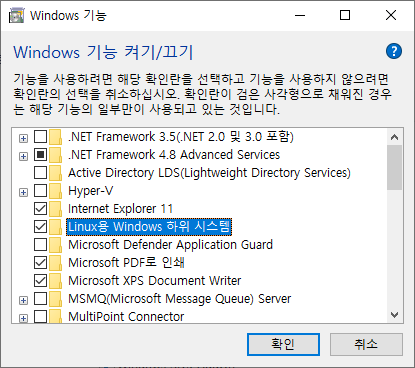 Windows 기능
Windows 기능 켜기/끄기
기능을 사용하려면 해당 확인란을 선택하고 기능을 사용하지 않으려면
확인란의 선택을 취소하십시오. 확인란이 검은 사각형으로 채워진 경우
는 해당 기능의 일부만이 사용되고 있는 것입니다.
.NET Framework 3.5(.NET 2.0 및 3.0 포함)
.NET Framework 4.8 Advanced Services
Active Directory LDS(Lightweight Directory Services)
Hyper-V
Internet Explorer 11
Linux용 Windows 하위 시스템
Microsoft Defender Application Guard
Microsoft PDF로 인쇄
Microsoft XPS Document Writer
MSMQ(Microsoft Message Queue) Server
MultiPoint Connector
확인
취소